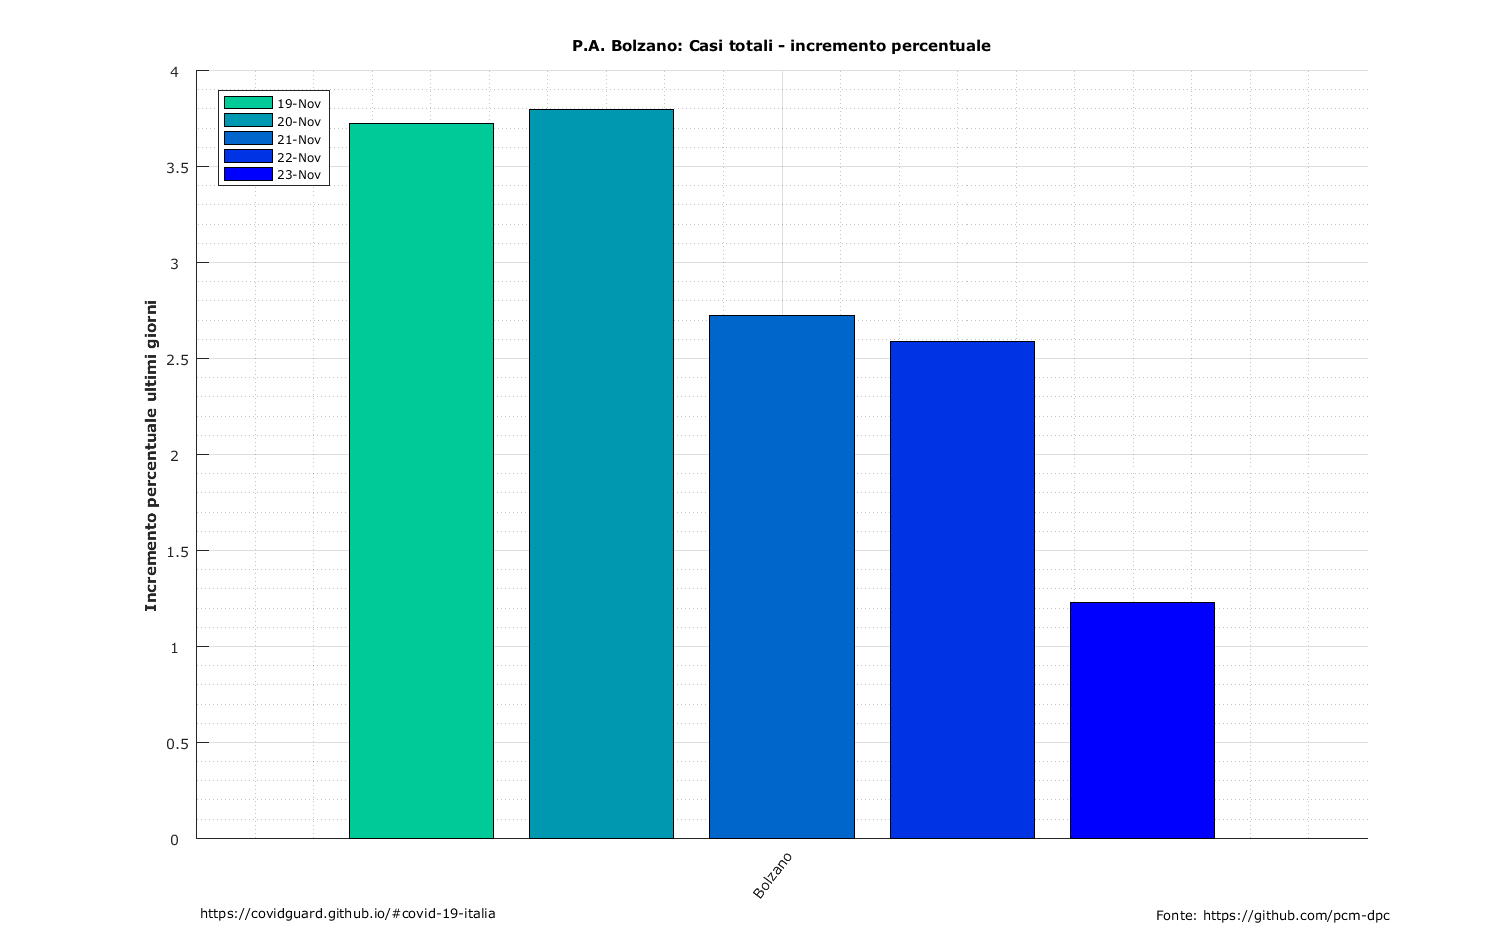 P.A. Bolzano: Casi totali - incremento percentuale
4
3.5
3
2.5
2
1.5
1
0.5
0
Incremento percentuale ultimi giorni
19-Nov
20-Nov
21-Nov
22-Nov
23-Nov
Bolzano
https://covidguard.github.io/#covid-19-italia
Fonte: https://github.com/pcm-dpc